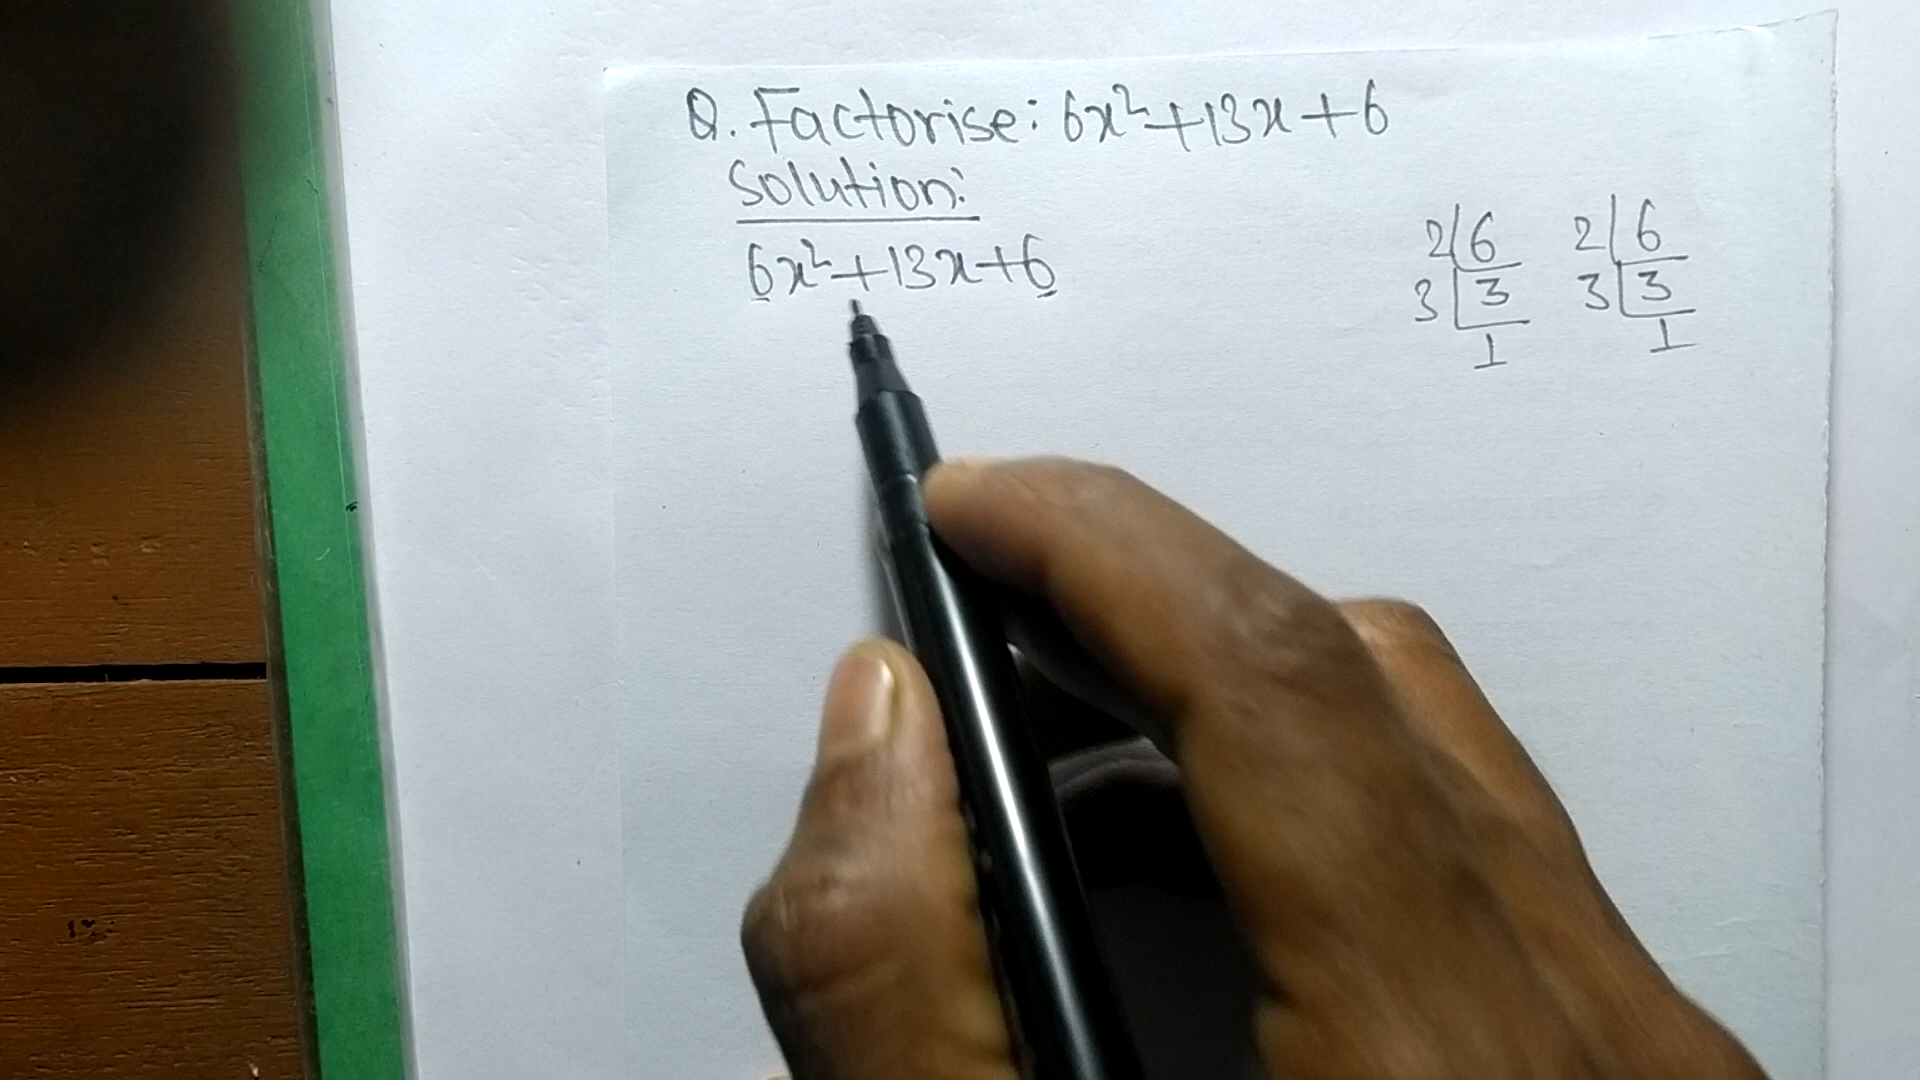 Q. Factorise: 6x²+13x+6
Solution:
6x²+13x+6
2 6
3 3
1
2 6
3 3
1